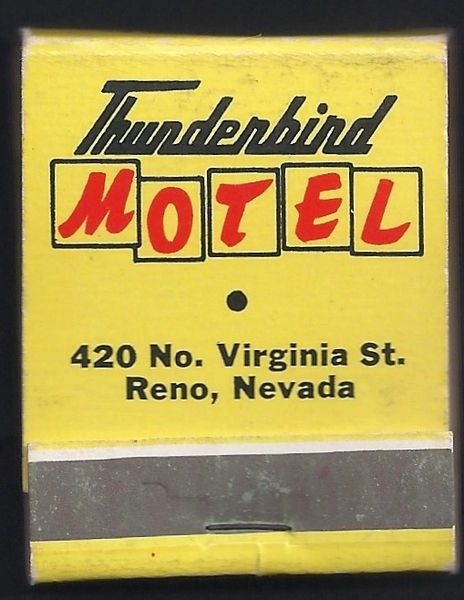 Thunderbird
MOTEL
420 No. Virginia St.
Reno, Nevada